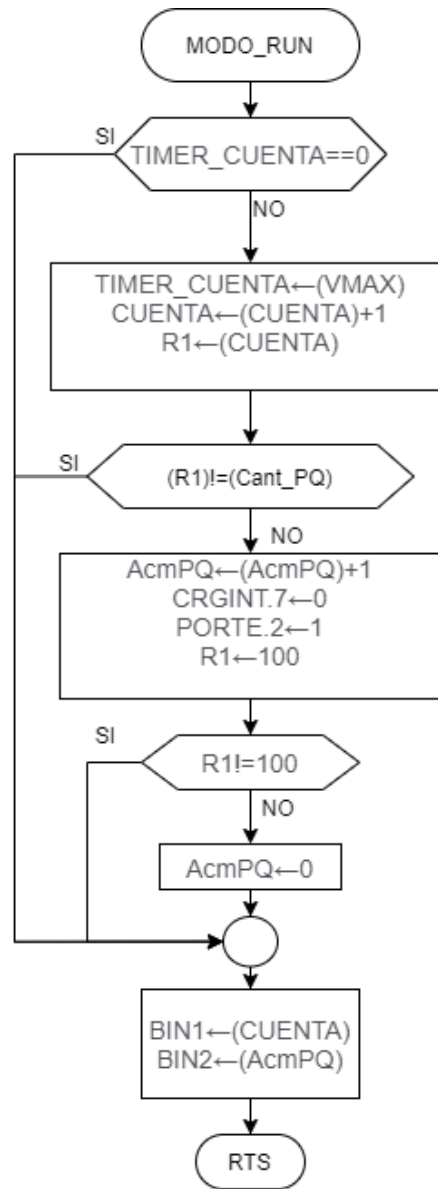 MODO_RUN
SI
TIMER_CUENTA==0
NO
TIMER_CUENTA←(VMAX)
CUENTA←(CUENTA)+1
R1←(CUENTA)
SI
(R1)!=(Cant_PQ)
NO
AcmPQ←(AcmPQ)+1
CRGINT.7←0
PORTE.2←1
R1←100
SI
R1!=100
NO
AcmPQ←0
BIN1←(CUENTA)
BIN2←(AcmPQ)
RTS